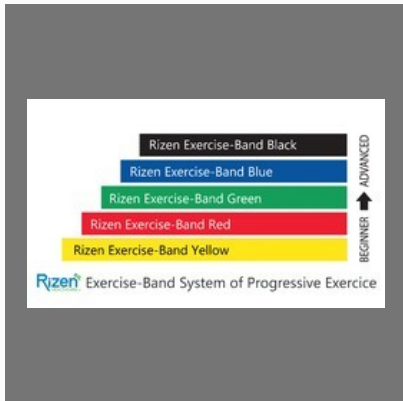 Rizen Exercise-Band Black
Rizen Exercise-Band Blue
Rizen Exercise-Band Green
Rizen Exercise-Band Red
Rizen Exercise-Band Yellow
BEGINNER ADVANCED
Rizen Exercise-Band System of Progressive Exercice